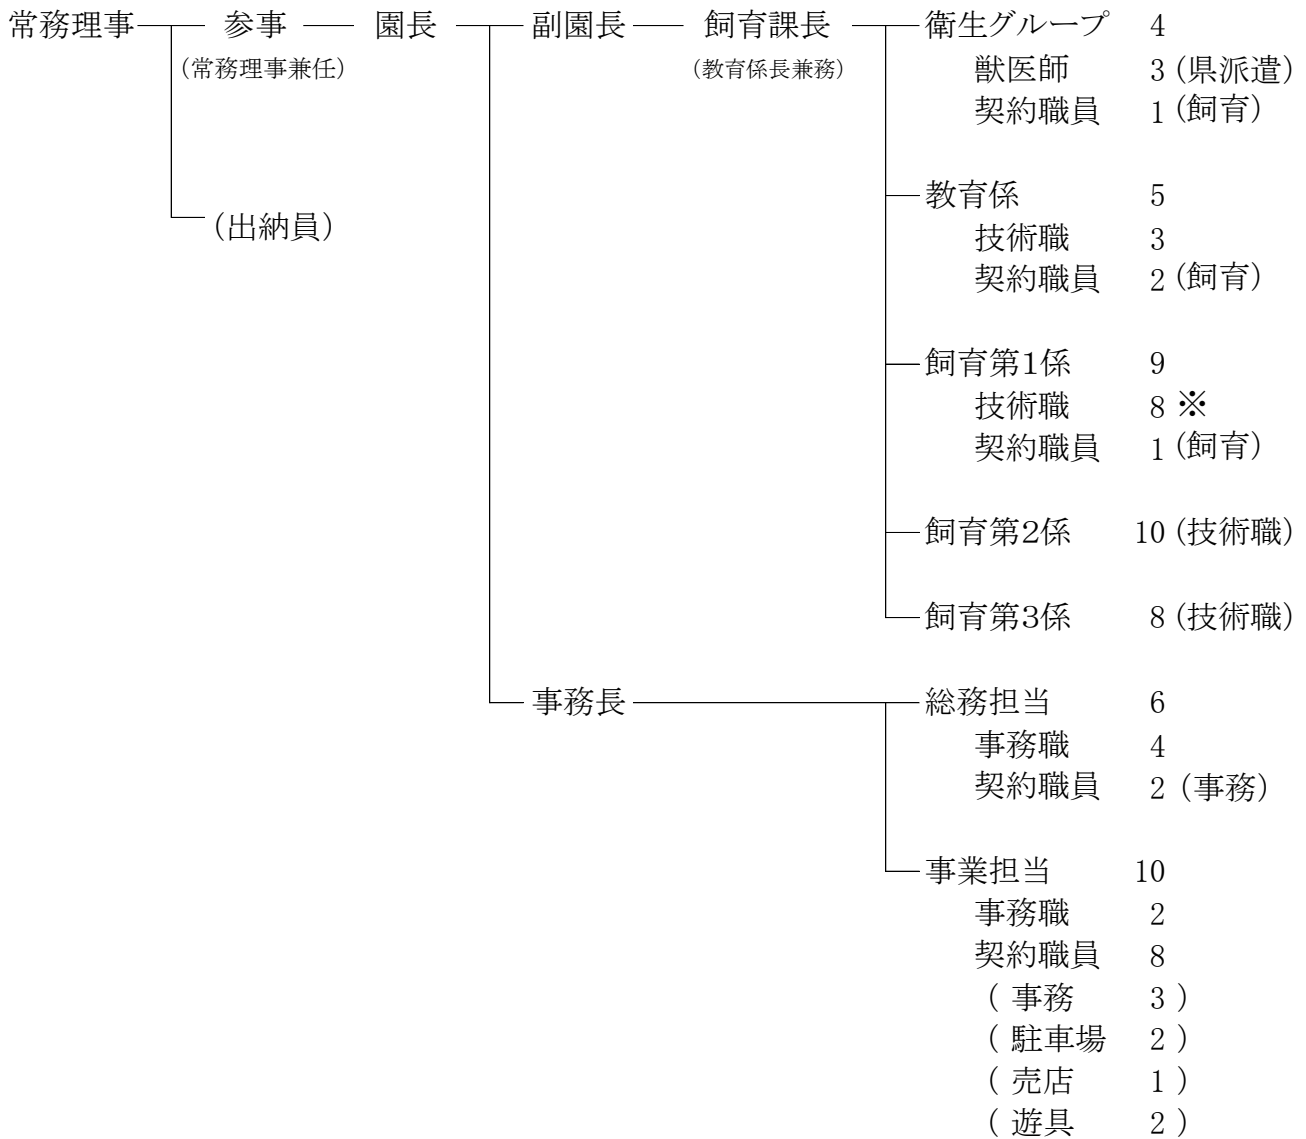 常務理事 参事 園長 副園長 飼育課長 衛生グループ 4
(常務理事兼任) (教育係長兼務) 獣医師 3 (県派遣)
契約職員 1 (飼育)
教育係 5
(出納員) 技術職 3
契約職員 2 (飼育)
飼育第1係 9
技術職 8 ※
契約職員 1 (飼育)
飼育第2係 10 (技術職)
飼育第3係 8 (技術職)
事務長 総務担当 6
事務職 4
契約職員 2 (事務)
事業担当 10
事務職 2
契約職員 8
( 事務 3 )
( 駐車場 2 )
( 売店 1 )
( 遊具 2 )